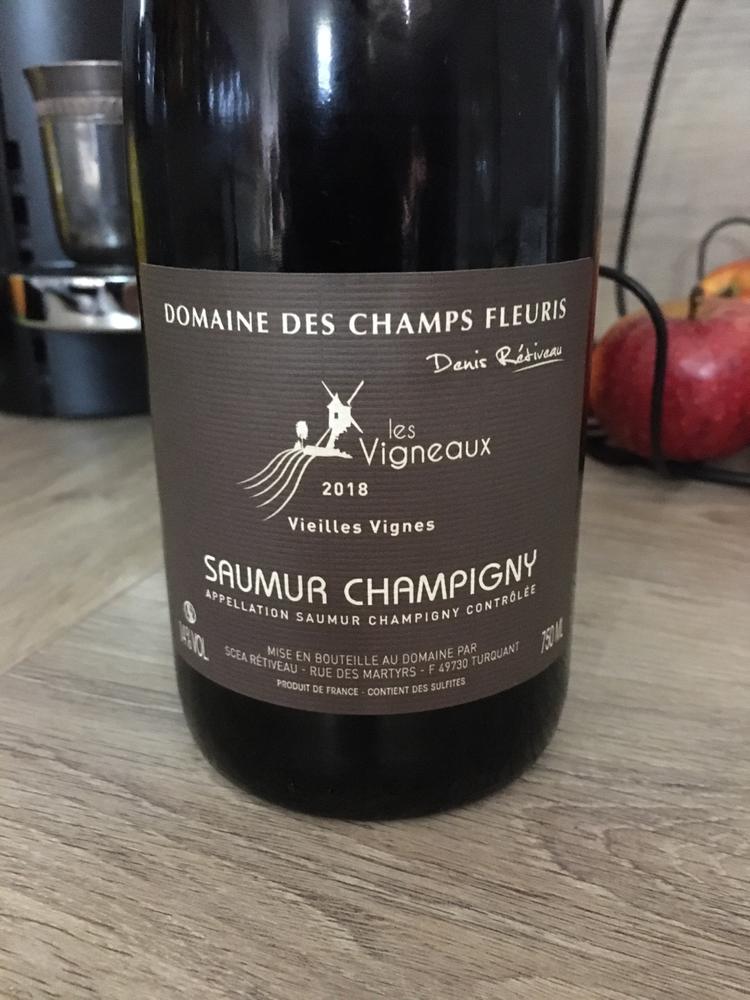 DOMAINE DES CHAMPS FLEURIS
Denis Rétiveau
les
Vigneaux
2018
Vieilles Vignes
SAUMUR CHAMPIGNY
APPELLATION SAUMUR CHAMPIGNY CONTRÔLÉE
14% VOL
750 ML
MISE EN BOUTEILLE AU DOMAINE PAR
SCEA RÉTIVEAU - RUE DES MARTYRS - F 49730 TURQUANT
PRODUIT DE FRANCE - CONTIENT DES SULFITES